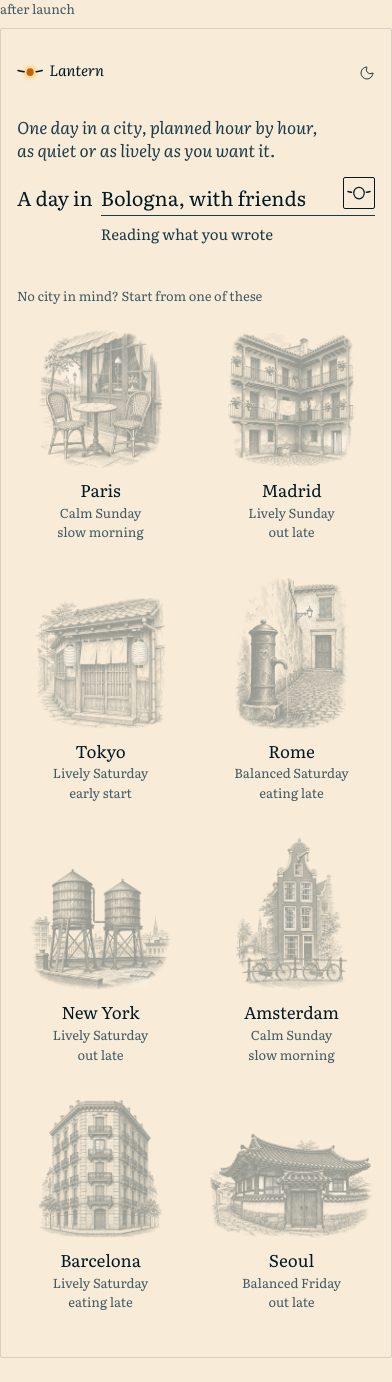 after launch
Lantern
One day in a city, planned hour by hour,
as quiet or as lively as you want it.
A day in Bologna, with friends
Reading what you wrote
No city in mind? Start from one of these
Paris
Calm Sunday
slow morning
Madrid
Lively Sunday
out late
Tokyo
Lively Saturday
early start
Rome
Balanced Saturday
eating late
New York
Lively Saturday
out late
Amsterdam
Calm Sunday
slow morning
Barcelona
Lively Saturday
eating late
Seoul
Balanced Friday
out late